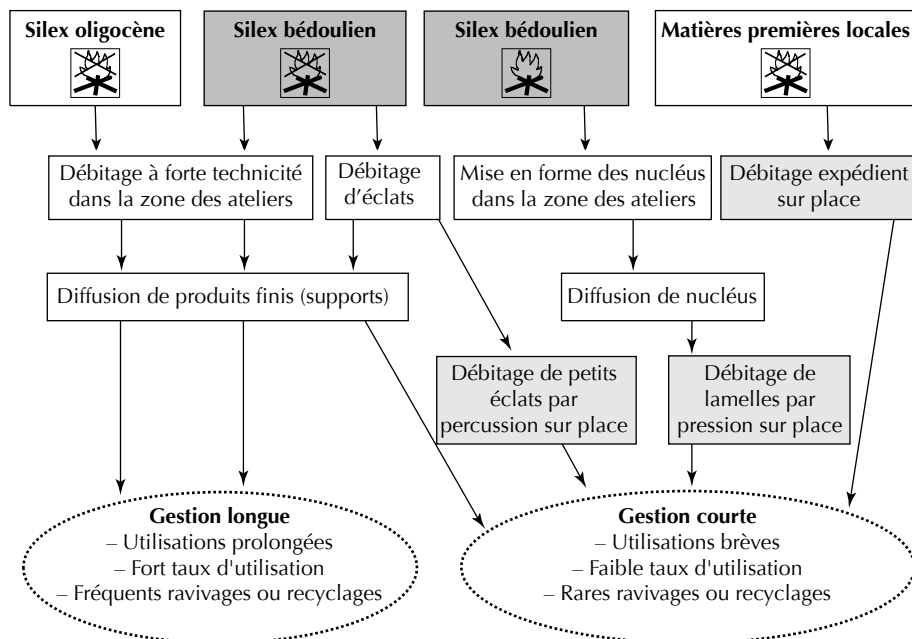 Silex oligocène
Silex bédoulien
Silex bédoulien
Matières premières locales
Débitage à forte technicité
dans la zone des ateliers
Débitage
d'éclats
Mise en forme des nucléus
dans la zone des ateliers
Débitage expédient
sur place
Diffusion de produits finis (supports)
Diffusion de nucléus
Débitage de petits
éclats par
percussion sur place
Débitage de
lamelles par
pression sur place
Gestion longue
– Utilisations prolongées
– Fort taux d'utilisation
– Fréquents ravivages ou recyclages
Gestion courte
– Utilisations brèves
– Faible taux d'utilisation
– Rares ravivages ou recyclages